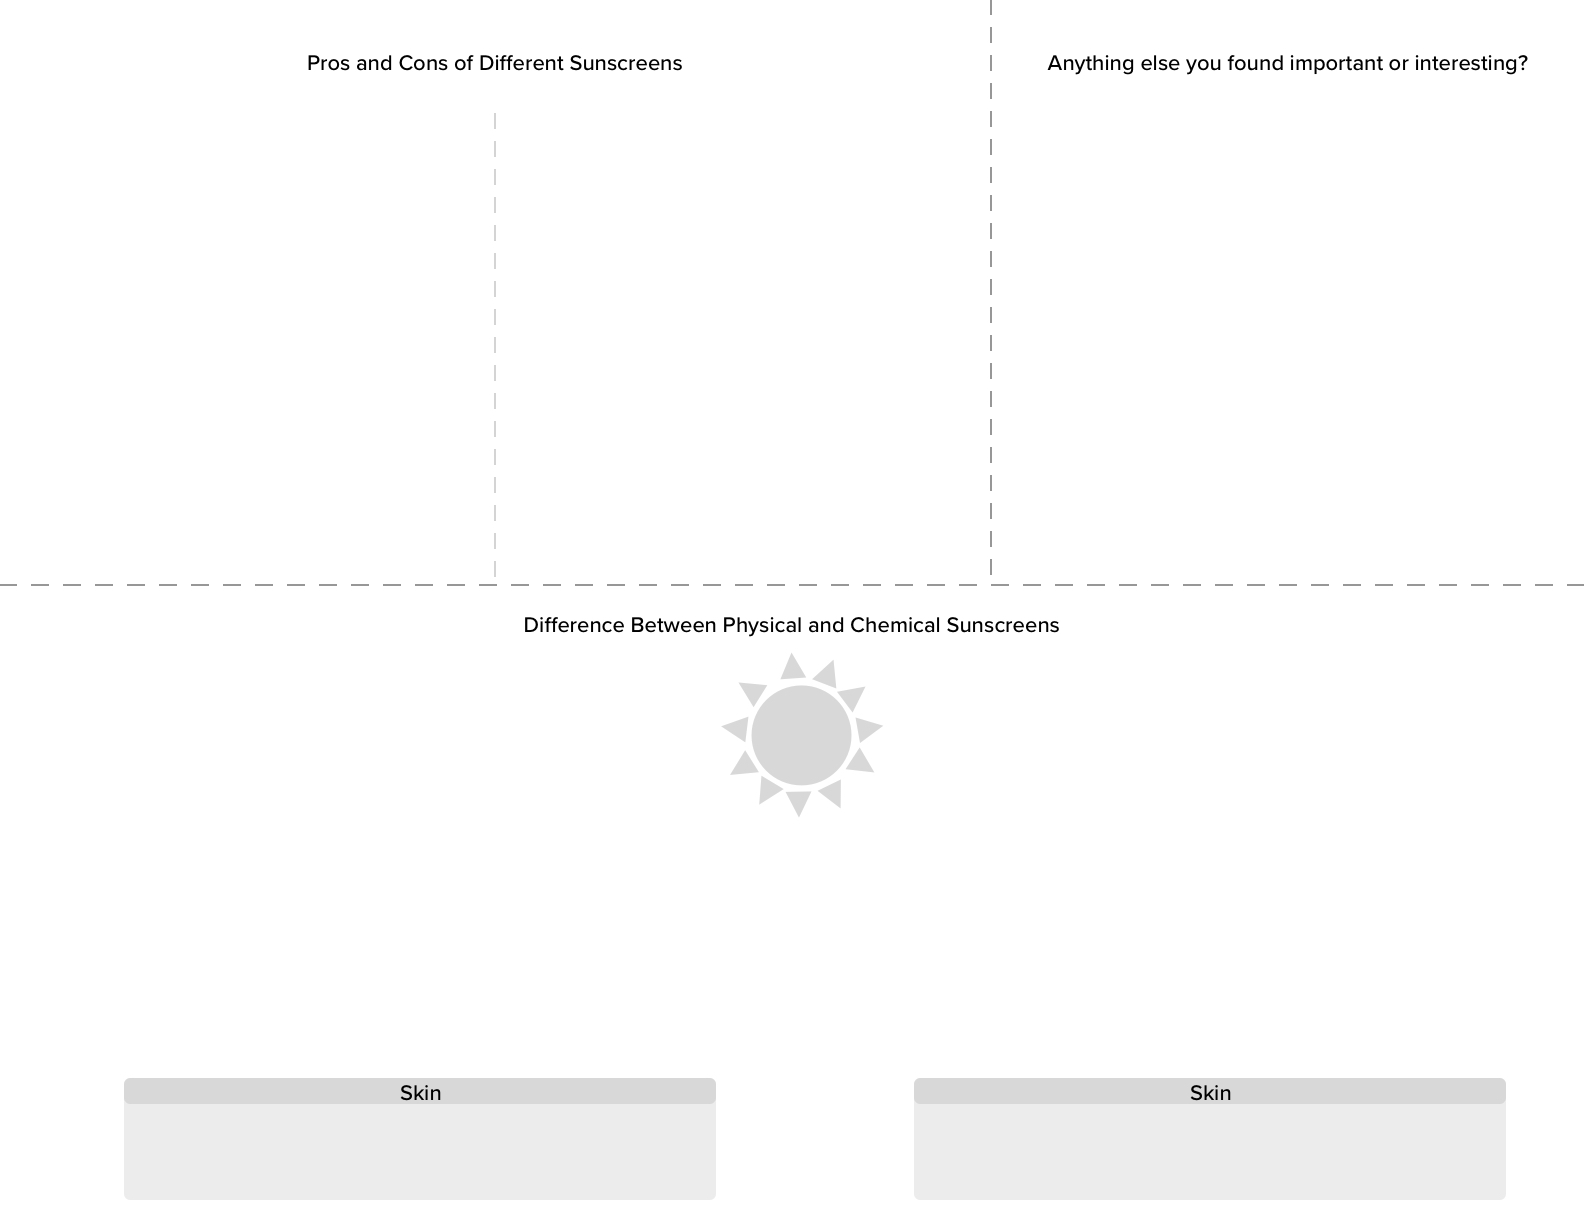 Pros and Cons of Different Sunscreens
Anything else you found important or interesting?
Difference Between Physical and Chemical Sunscreens
Skin
Skin